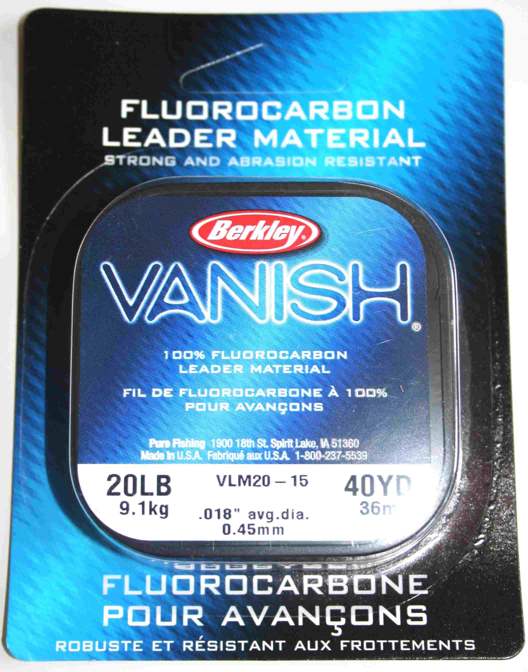 FLUOROCARBON
LEADER MATERIAL
STRONG AND ABRASION RESISTANT
Berkley
VANISH®
100% FLUOROCARBON
LEADER MATERIAL
FIL DE FLUOROCARBONE À 100%
POUR AVANÇONS
Pure Fishing 1900 18th St. Spirit Lake, IA 51360
Made in U.S.A. Fabriqué aux U.S.A. 1-800-237-5539
20LB VLM20-15 40YD
9.1kg .018" avg.dia. 36m
0.45mm
FLUOROCARBONE
POUR AVANÇONS
ROBUSTE ET RÉSISTANT AUX FROTTEMENTS